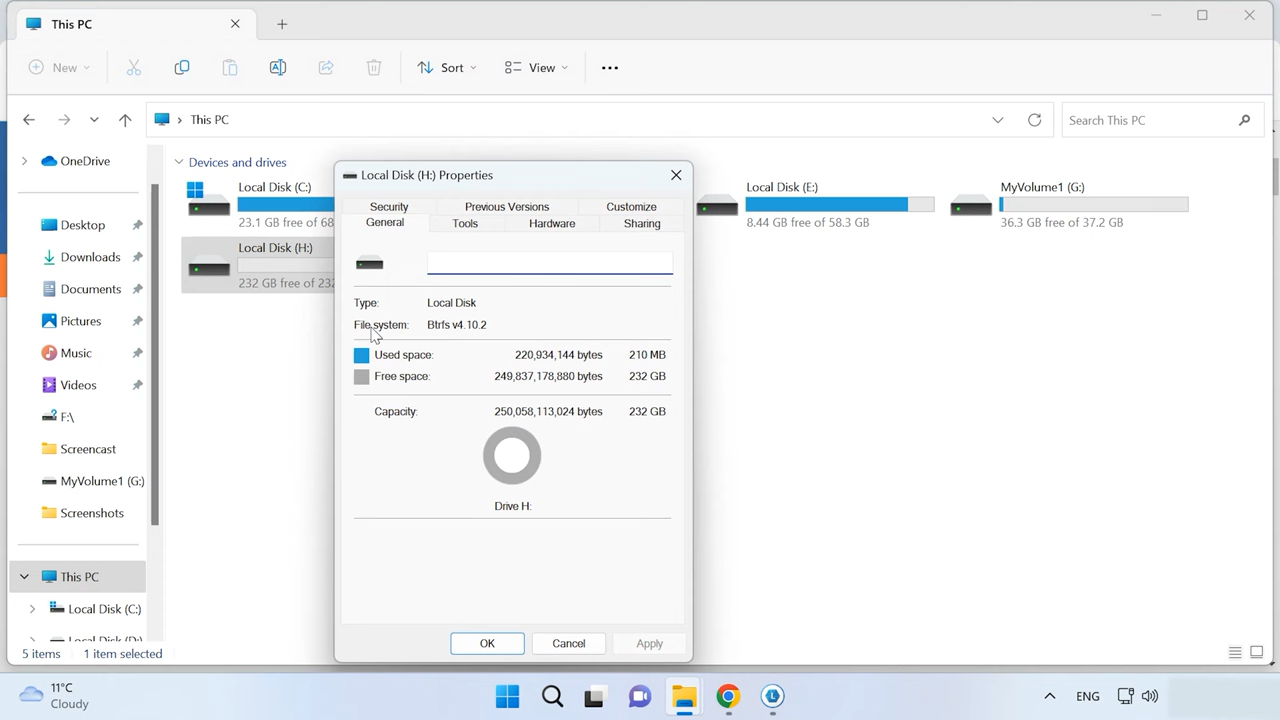 This PC
New
Sort
View
This PC
Search This PC
OneDrive
Desktop
Downloads
Documents
Pictures
Music
Videos
F:\
Screencast
MyVolume1 (G:)
Screenshots
This PC
Local Disk (C:)
Local Disk (D:)
5 items
1 item selected
Devices and drives
Local Disk (C:)
23.1 GB free of 68
Local Disk (E:)
8.44 GB free of 58.3 GB
MyVolume1 (G:)
36.3 GB free of 37.2 GB
Local Disk (H:)
232 GB free of 232
Local Disk (H:) Properties
Security
Previous Versions
Customize
General
Tools
Hardware
Sharing
Type: Local Disk
File system: Btrfs v4.10.2
Used space: 220,934,144 bytes 210 MB
Free space: 249,837,178,880 bytes 232 GB
Capacity: 250,058,113,024 bytes 232 GB
Drive H:
OK
Cancel
Apply
11°C
Cloudy
ENG